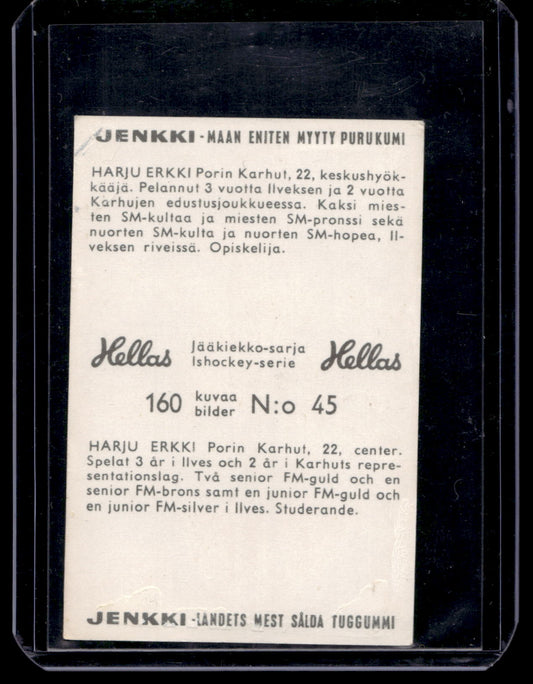 JENKKI - MAAN ENITEN MYYTY PURUKUMI
HARJU ERKKI Porin Karhut, 22, keskushyök-
kääjä. Pelannut 3 vuotta Ilveksen ja 2 vuotta
Karhujen edustusjoukkueessa. Kaksi mies-
ten SM-kultaa ja miesten SM-pronssi sekä
nuorten SM-kulta ja nuorten SM-hopea, Il-
veksen riveissä. Opiskelija.
Hellas Jääkiekko-sarja Hellas
Ishockey-serie
160 kuvaa N:o 45
bilder
HARJU ERKKI Porin Karhut, 22, center.
Spelat 3 år i Ilves och 2 år i Karhuts repre-
sentationslag. Två senior FM-guld och en
senior FM-brons samt en junior FM-guld och
en junior FM-silver i Ilves. Studerande.
JENKKI - LANDETS MEST SÅLDA TUGGUMMI